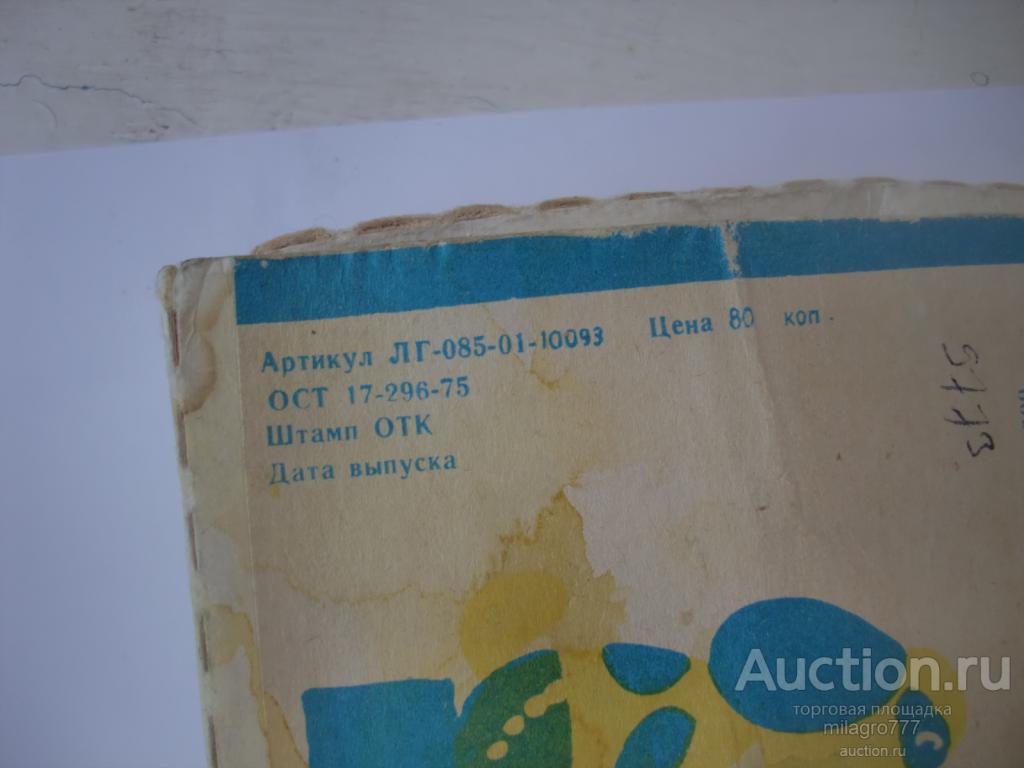 Артикул ЛГ-085-01-10093 Цена 80 коп.
ОСТ 17-296-75
Штамп ОТК
Дата выпуска
Auction.ru
торговая площадка
milagro777
auction.ru